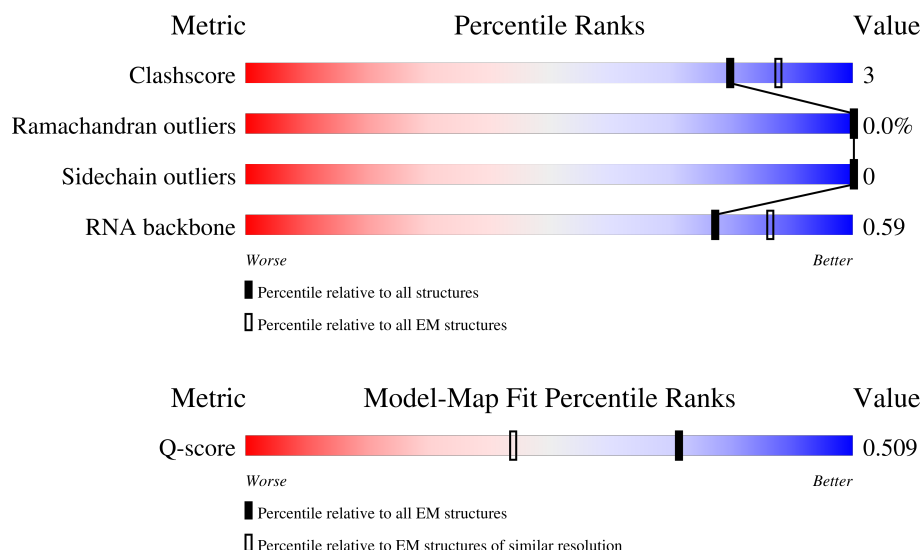 Metric Percentile Ranks Value
Clashscore 3
Ramachandran outliers 0.0%
Sidechain outliers 0
RNA backbone 0.59
Worse Better
Percentile relative to all structures
Percentile relative to all EM structures
Metric Model-Map Fit Percentile Ranks Value
Q-score 0.509
Worse Better
Percentile relative to all EM structures
Percentile relative to EM structures of similar resolution